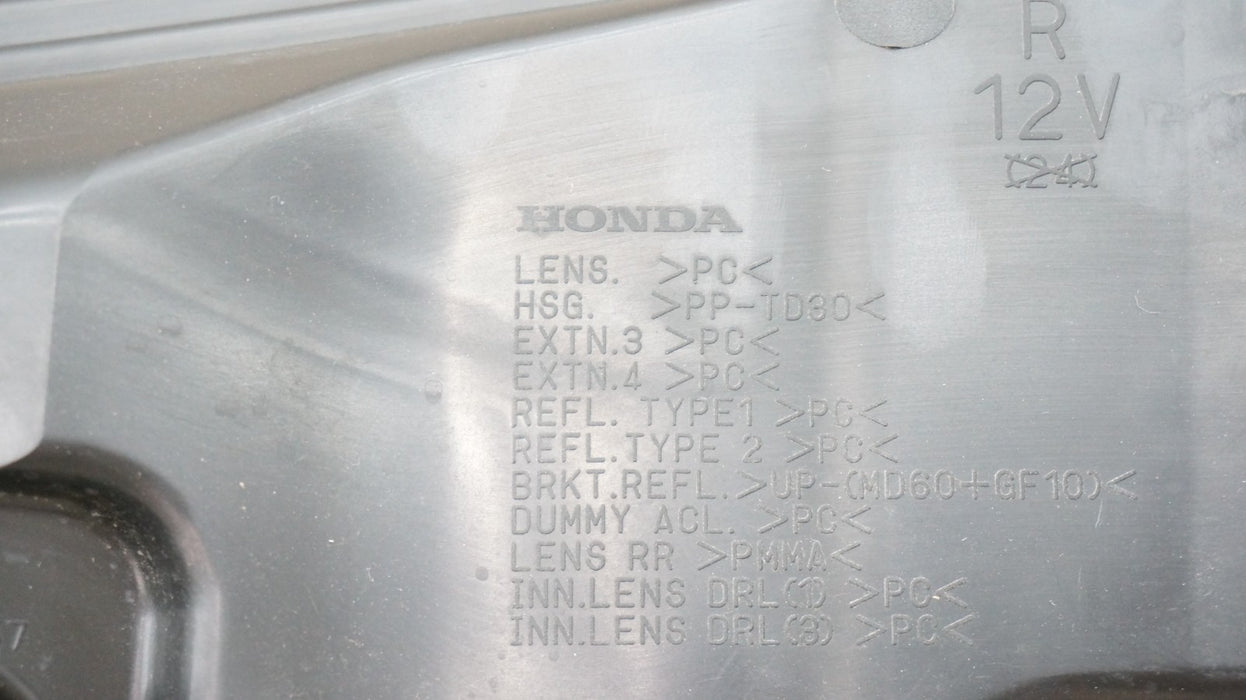 R
12V
24
HONDA
LENS. >PC<
HSG. >PP-TD30<
EXTN.3 >PC<
EXTN.4 >PC<
REFL. TYPE1 >PC<
REFL.TYPE 2 >PC<
BRKT.REFL.>UP-(MD60+GF10)<
DUMMY ACL. >PC<
LENS RR >PMMA<
INN.LENS DRL(1) >PC<
INN.LENS DRL(3) >PC<
7